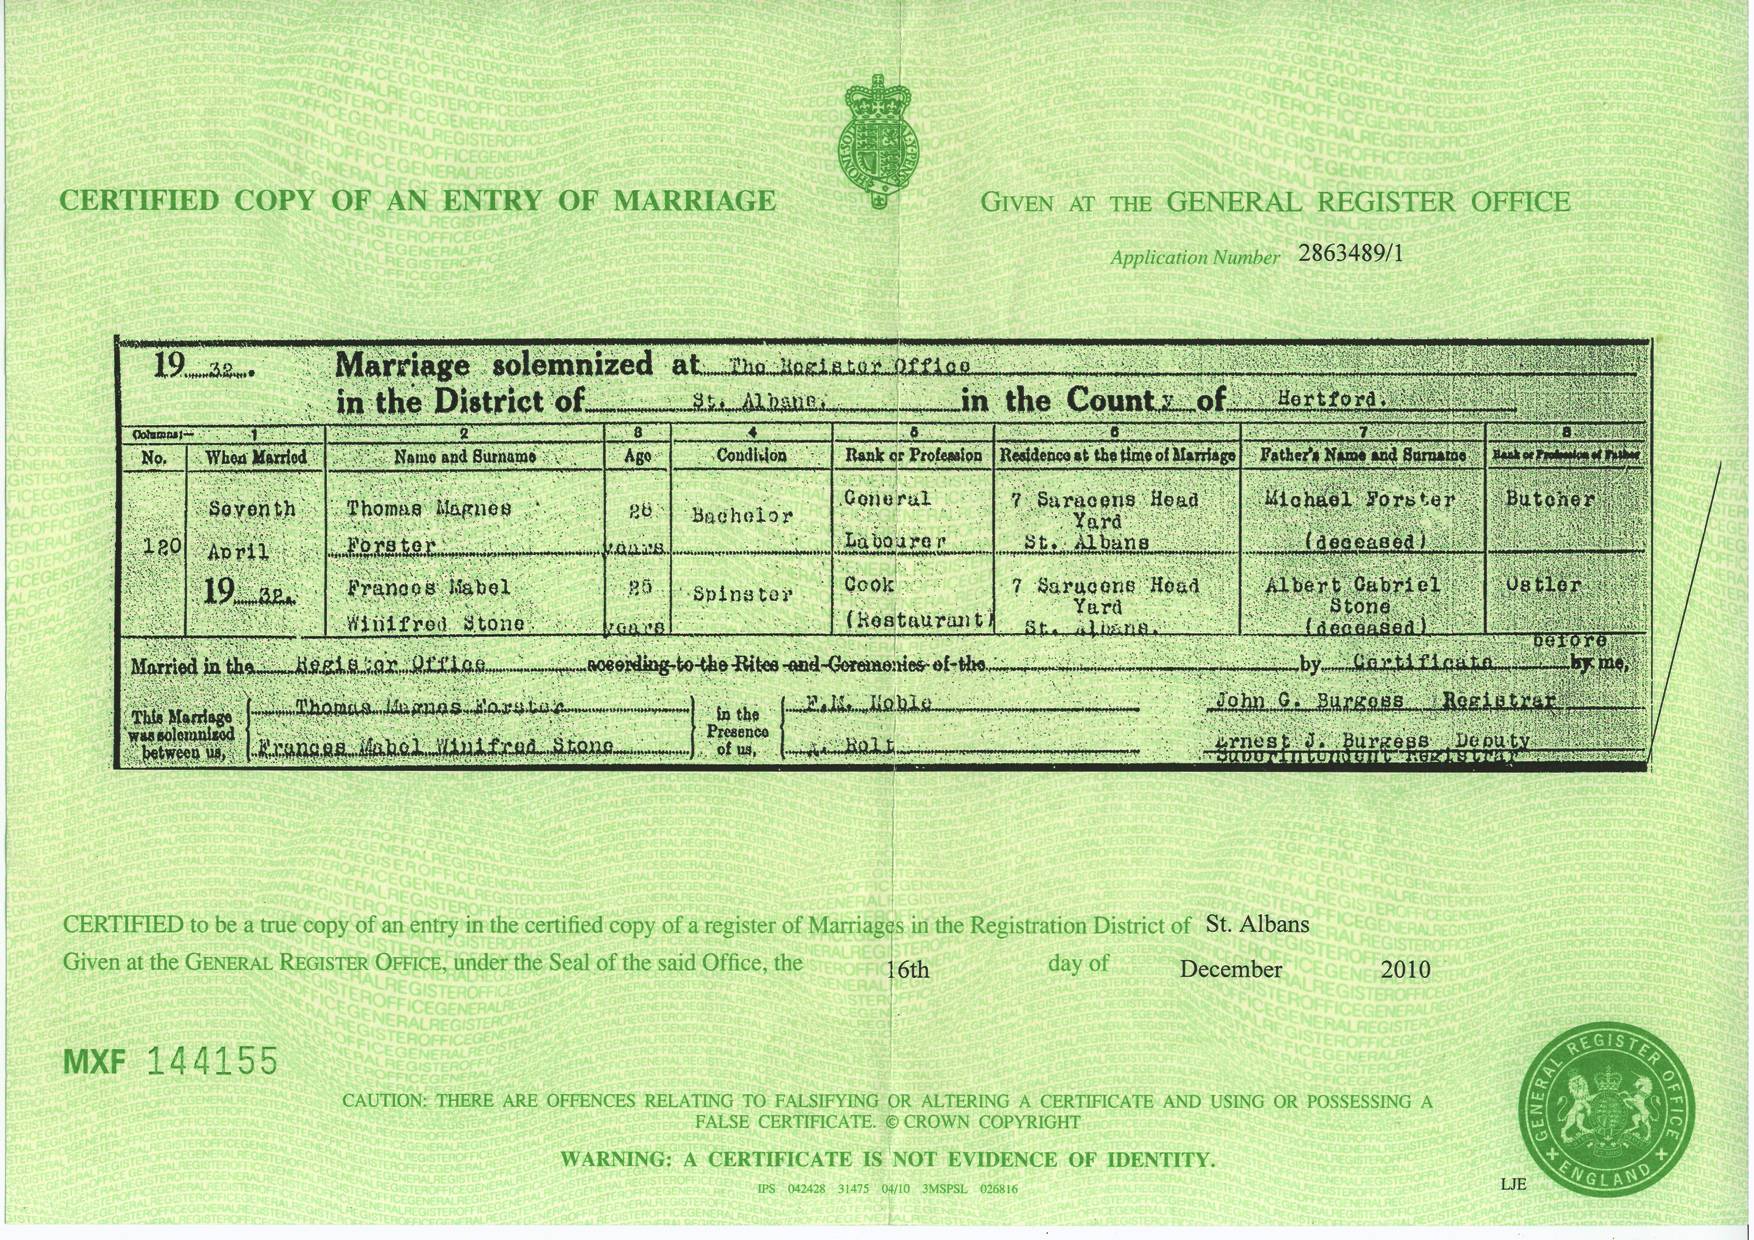 CERTIFIED COPY OF AN ENTRY OF MARRIAGE
GIVEN AT THE GENERAL REGISTER OFFICE
Application Number 2863489/1
19 32. Marriage solemnized at The Register Office
in the District of St. Albans. in the County of Hertford.
Columns:— 1 2 3 4 5 6 7 8
No. When Married Name and Surname Age Condition Rank or Profession Residence at the time of Marriage Father's Name and Surname Rank or Profession of Father
120 Seventh April 1932.
Thomas Magnes Forster years Bachelor General Labourer 7 Saracens Head Yard St. Albans Michael Forster (deceased) Butcher
Frances Mabel Winifred Stone 25 years Spinster Cook (Restaurant) 7 Saracens Head Yard St. Albans. Albert Gabriel Stone (deceased) Ostler
before
Married in the Register Office according to the Rites and Ceremonies of the by Certificate by me,
This Marriage was solemnized between us, Thomas Magnes Forster
Frances Mabel Winifred Stone
in the Presence of us, F.M. Noble
Holt
John G. Burgess Registrar
Ernest J. Burgess Deputy
Superintendent Registrar
CERTIFIED to be a true copy of an entry in the certified copy of a register of Marriages in the Registration District of St. Albans
Given at the GENERAL REGISTER OFFICE, under the Seal of the said Office, the 16th day of December 2010
MXF 144155
CAUTION: THERE ARE OFFENCES RELATING TO FALSIFYING OR ALTERING A CERTIFICATE AND USING OR POSSESSING A
FALSE CERTIFICATE. © CROWN COPYRIGHT
WARNING: A CERTIFICATE IS NOT EVIDENCE OF IDENTITY.
IPS 042428 31475 04/10 3MSPSL 026816
LJE
GENERAL REGISTER OFFICE
ENGLAND